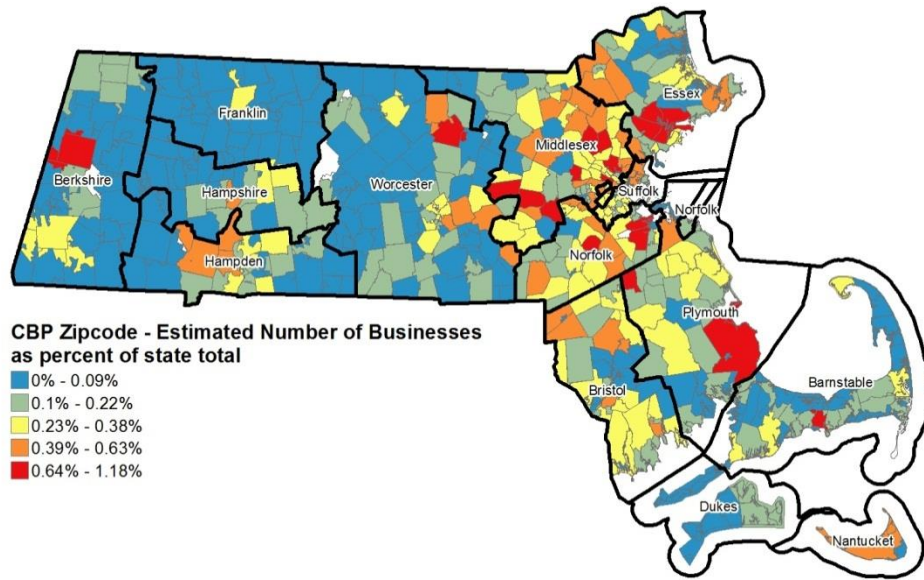 Essex
Franklin
Middlesex
Berkshire
Hampshire
Worcester
Suffolk
Norfolk
Norfolk
Hampden
Plymouth
CBP Zipcode - Estimated Number of Businesses
as percent of state total
0% - 0.09%
0.1% - 0.22%
0.23% - 0.38%
0.39% - 0.63%
0.64% - 1.18%
Barnstable
Bristol
Dukes
Nantucket